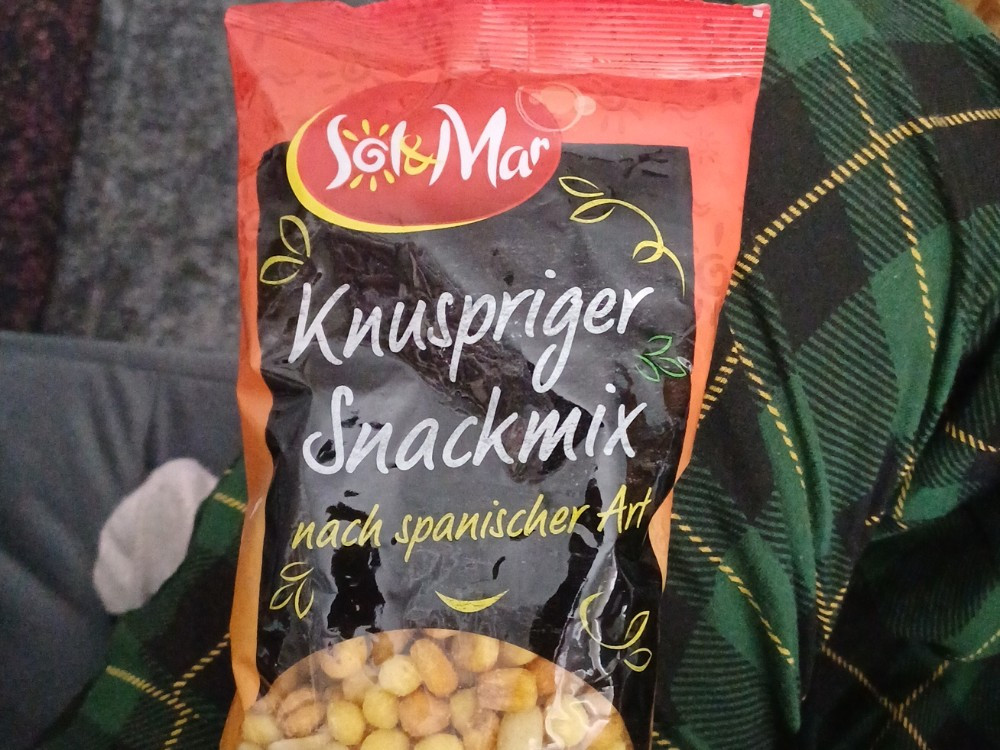 Sol&Mar
Knuspriger
Snackmix
nach spanischer Art